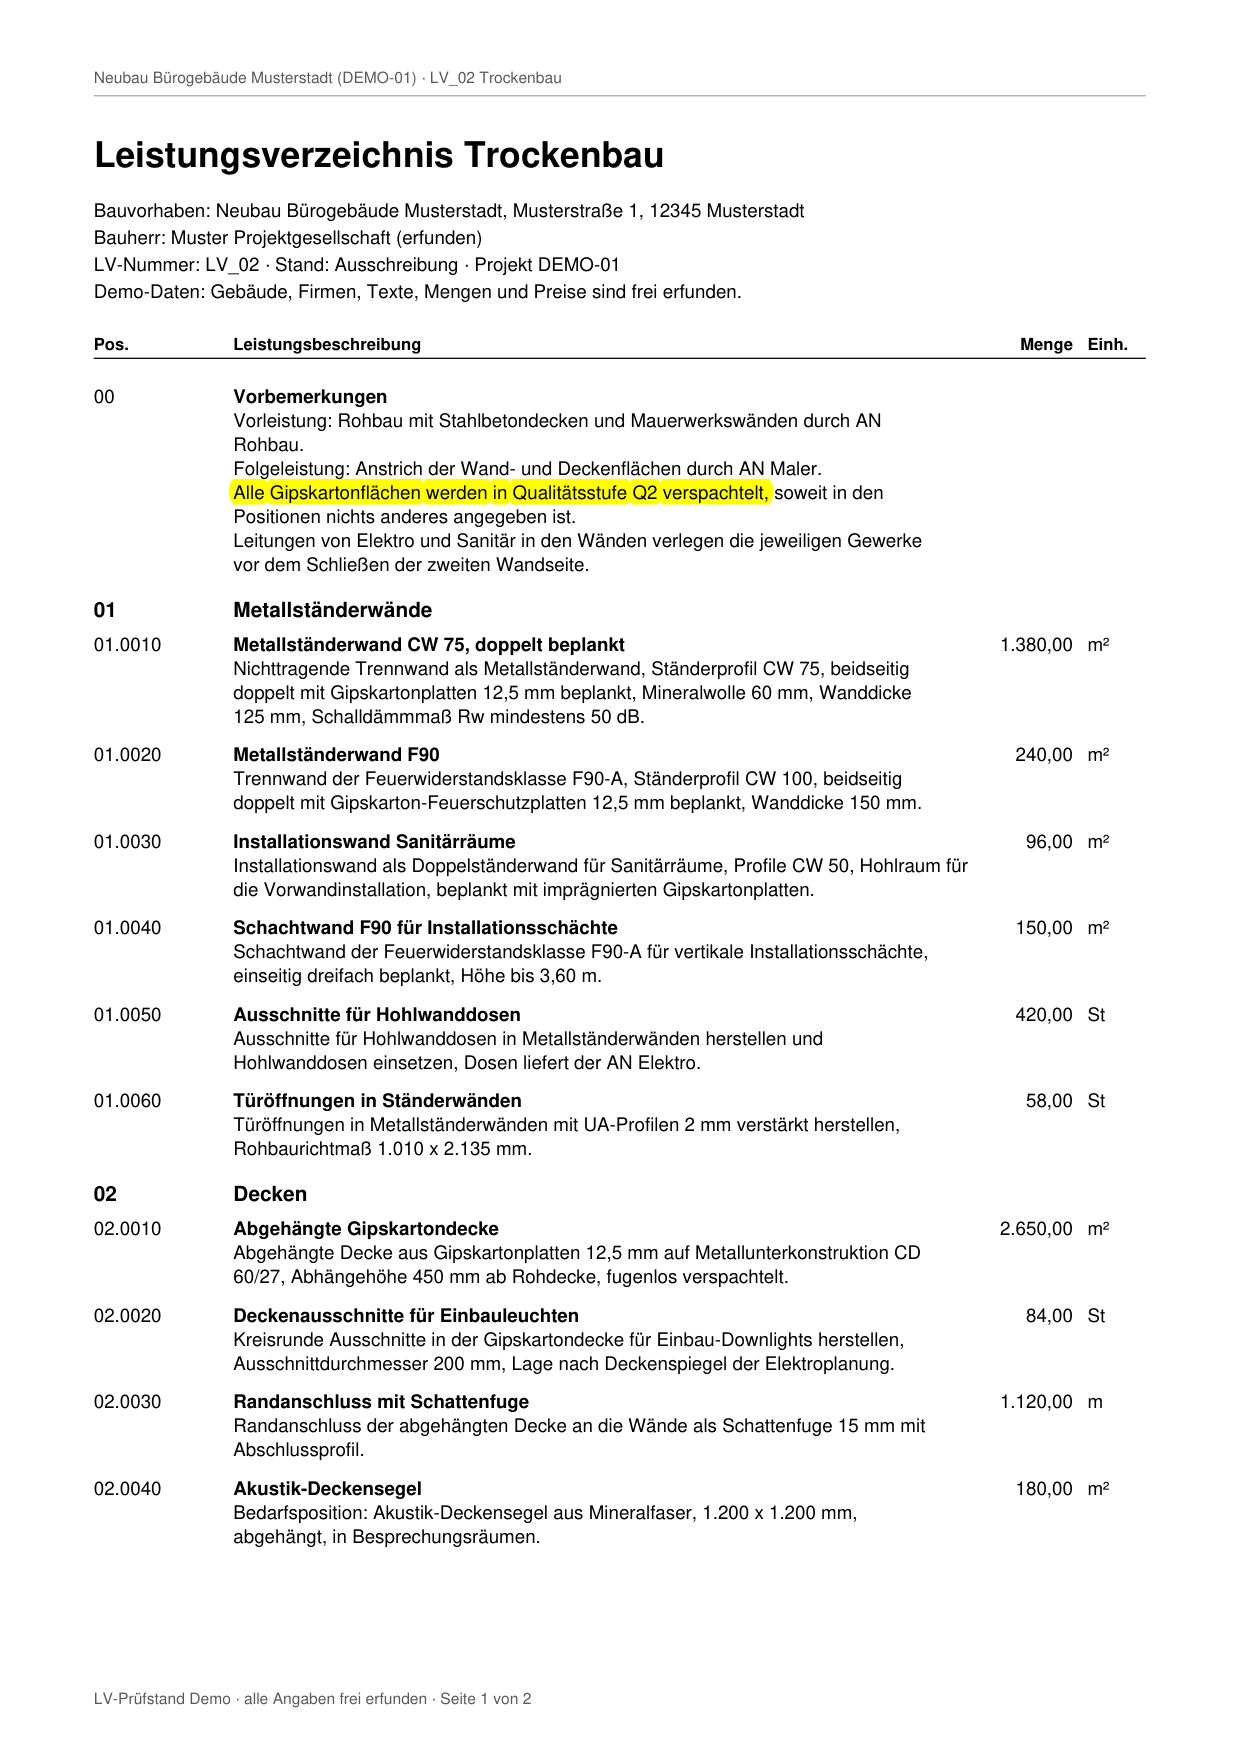 Neubau Bürogebäude Musterstadt (DEMO-01) · LV_02 Trockenbau
Leistungsverzeichnis Trockenbau
Bauvorhaben: Neubau Bürogebäude Musterstadt, Musterstraße 1, 12345 Musterstadt
Bauherr: Muster Projektgesellschaft (erfunden)
LV-Nummer: LV_02 · Stand: Ausschreibung · Projekt DEMO-01
Demo-Daten: Gebäude, Firmen, Texte, Mengen und Preise sind frei erfunden.
Pos. Leistungsbeschreibung Menge Einh.
00 Vorbemerkungen
Vorleistung: Rohbau mit Stahlbetondecken und Mauerwerkswänden durch AN
Rohbau.
Folgeleistung: Anstrich der Wand- und Deckenflächen durch AN Maler.
Alle Gipskartonflächen werden in Qualitätsstufe Q2 verspachtelt, soweit in den
Positionen nichts anderes angegeben ist.
Leitungen von Elektro und Sanitär in den Wänden verlegen die jeweiligen Gewerke
vor dem Schließen der zweiten Wandseite.
01 Metallständerwände
01.0010 Metallständerwand CW 75, doppelt beplankt 1.380,00 m²
Nichttragende Trennwand als Metallständerwand, Ständerprofil CW 75, beidseitig
doppelt mit Gipskartonplatten 12,5 mm beplankt, Mineralwolle 60 mm, Wanddicke
125 mm, Schalldämmmaß Rw mindestens 50 dB.
01.0020 Metallständerwand F90 240,00 m²
Trennwand der Feuerwiderstandsklasse F90-A, Ständerprofil CW 100, beidseitig
doppelt mit Gipskarton-Feuerschutzplatten 12,5 mm beplankt, Wanddicke 150 mm.
01.0030 Installationswand Sanitärräume 96,00 m²
Installationswand als Doppelständerwand für Sanitärräume, Profile CW 50, Hohlraum für
die Vorwandinstallation, beplankt mit imprägnierten Gipskartonplatten.
01.0040 Schachtwand F90 für Installationsschächte 150,00 m²
Schachtwand der Feuerwiderstandsklasse F90-A für vertikale Installationsschächte,
einseitig dreifach beplankt, Höhe bis 3,60 m.
01.0050 Ausschnitte für Hohlwanddosen 420,00 St
Ausschnitte für Hohlwanddosen in Metallständerwänden herstellen und
Hohlwanddosen einsetzen, Dosen liefert der AN Elektro.
01.0060 Türöffnungen in Ständerwänden 58,00 St
Türöffnungen in Metallständerwänden mit UA-Profilen 2 mm verstärkt herstellen,
Rohbaurichtmaß 1.010 x 2.135 mm.
02 Decken
02.0010 Abgehängte Gipskartondecke 2.650,00 m²
Abgehängte Decke aus Gipskartonplatten 12,5 mm auf Metallunterkonstruktion CD
60/27, Abhängehöhe 450 mm ab Rohdecke, fugenlos verspachtelt.
02.0020 Deckenausschnitte für Einbauleuchten 84,00 St
Kreisrunde Ausschnitte in der Gipskartondecke für Einbau-Downlights herstellen,
Ausschnittdurchmesser 200 mm, Lage nach Deckenspiegel der Elektroplanung.
02.0030 Randanschluss mit Schattenfuge 1.120,00 m
Randanschluss der abgehängten Decke an die Wände als Schattenfuge 15 mm mit
Abschlussprofil.
02.0040 Akustik-Deckensegel 180,00 m²
Bedarfsposition: Akustik-Deckensegel aus Mineralfaser, 1.200 x 1.200 mm,
abgehängt, in Besprechungsräumen.
LV-Prüfstand Demo · alle Angaben frei erfunden · Seite 1 von 2